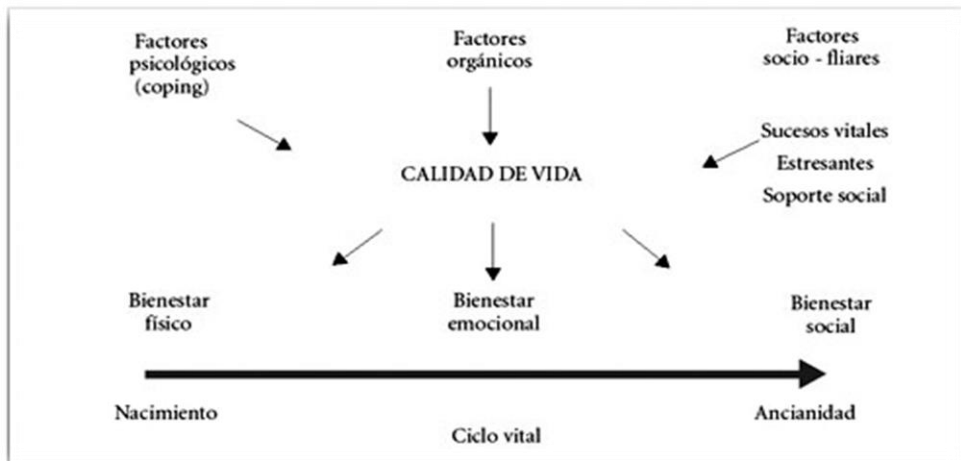 Factores
psicológicos
(coping)
Factores
orgánicos
Factores
socio - fliares
Sucesos vitales
Estresantes
Soporte social
CALIDAD DE VIDA
Bienestar
físico
Bienestar
emocional
Bienestar
social
Nacimiento
Ancianidad
Ciclo vital